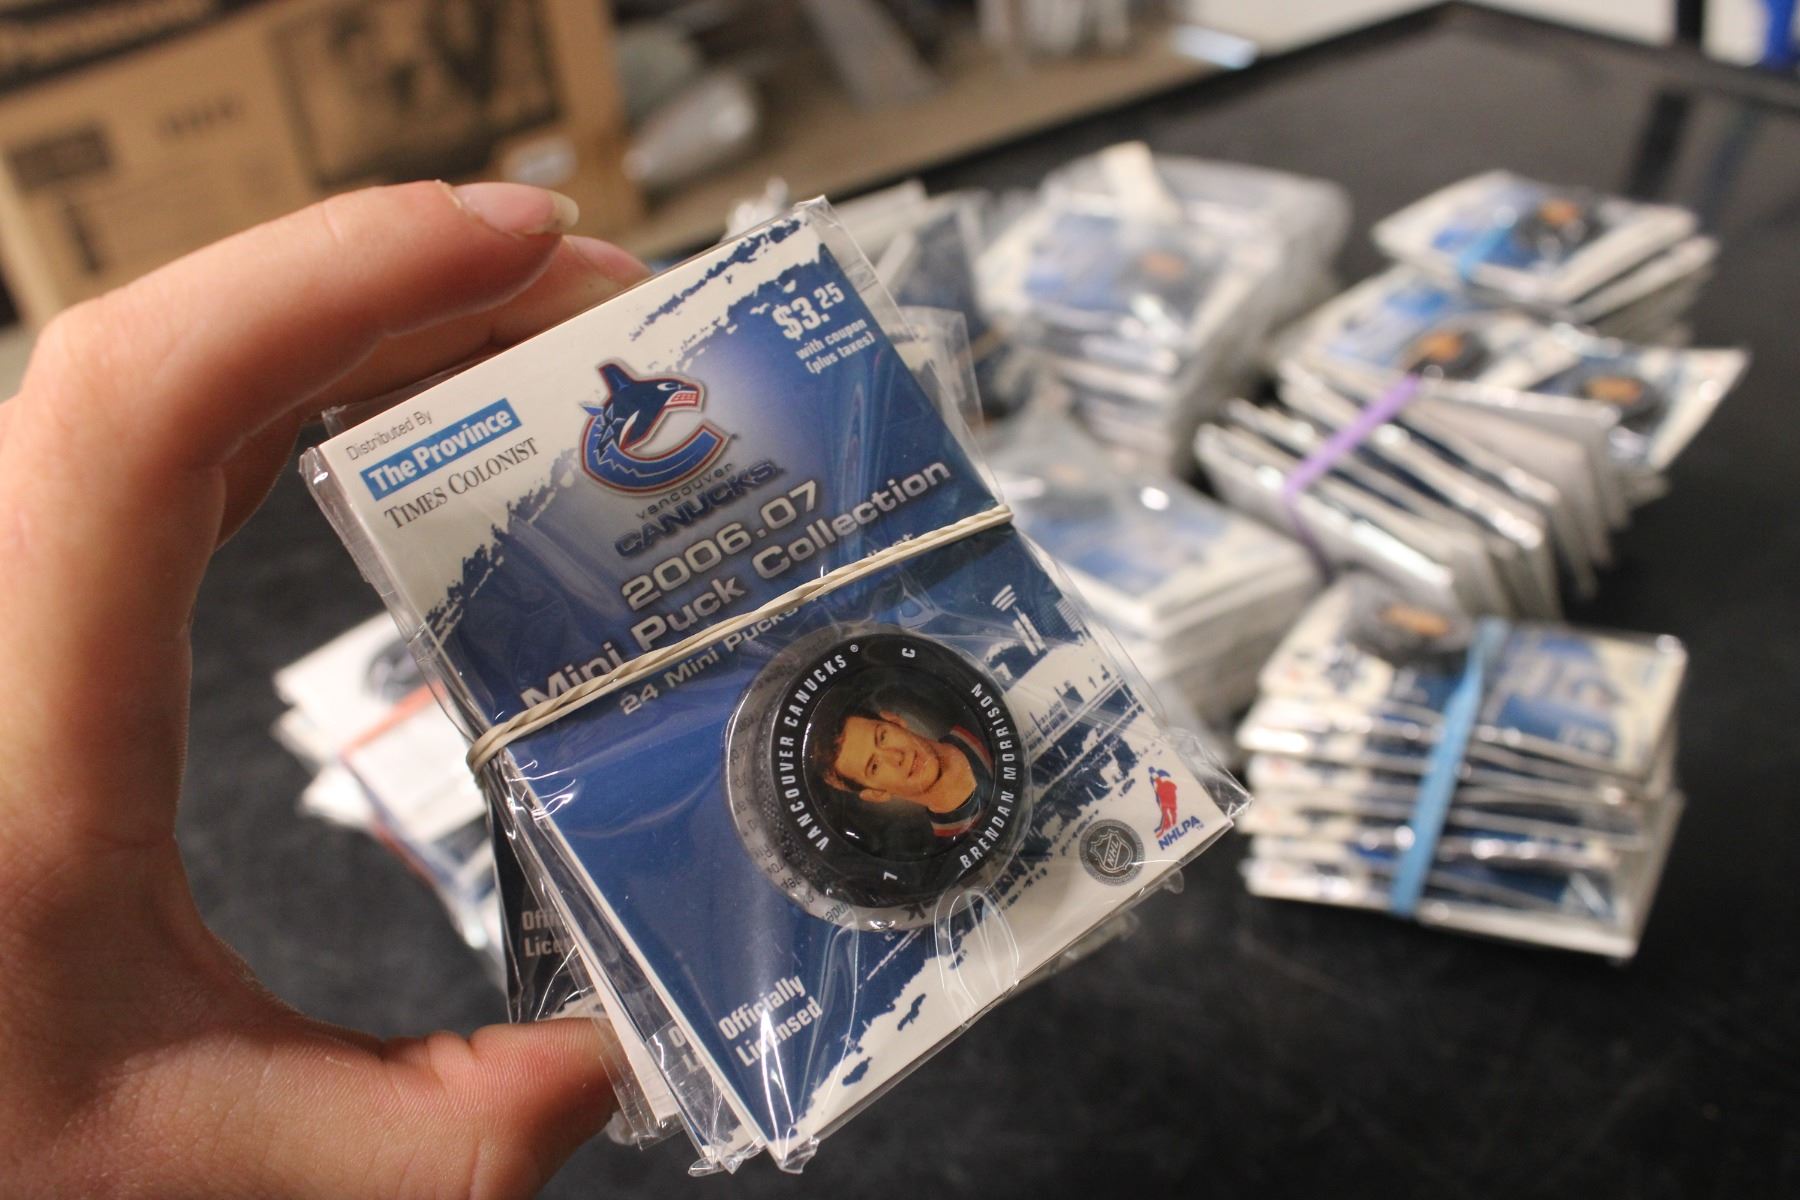 Distributed By
The Province
TIMES COLONIST
$3.25
with coupon
(plus taxes)
vancouver
CANUCKS
2006.07
Mini Puck Collection
24 Mini Pucks
VANCOUVER CANUCKS ® C
BRENDAN MORRISON
7
NHL
NHLPA
Officially
Licensed